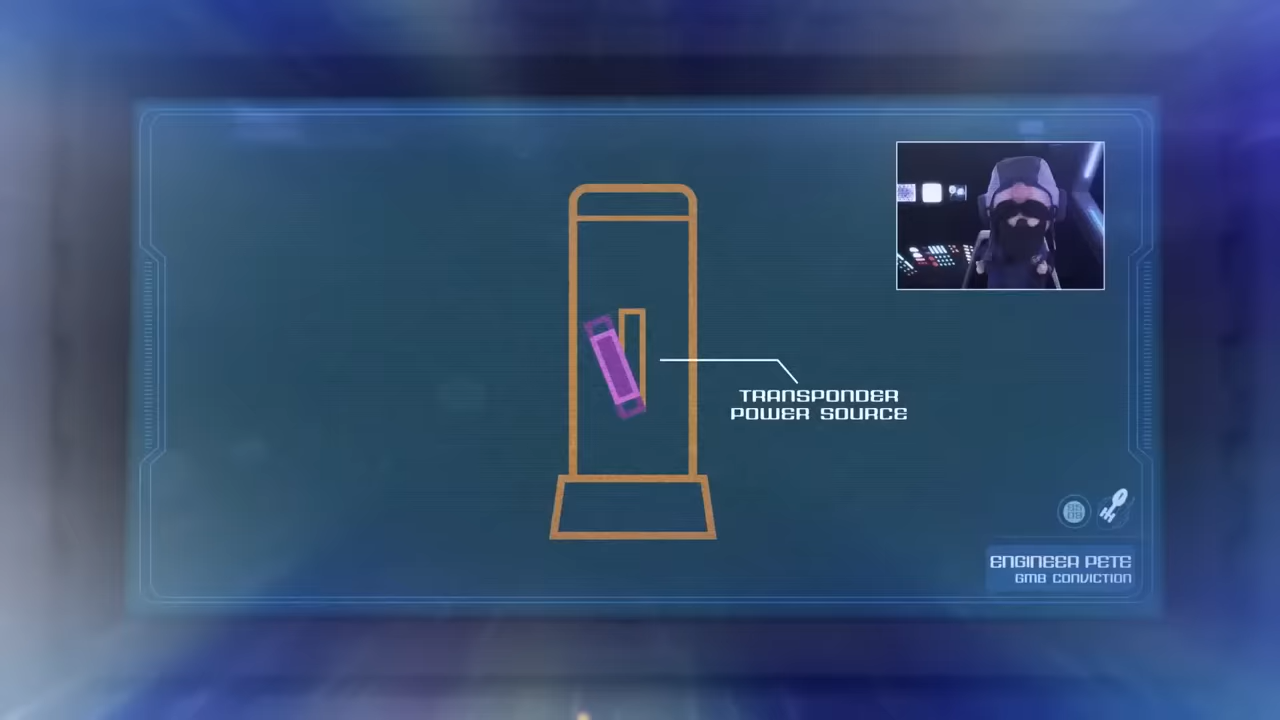 TRANSPONDER
POWER SOURCE
ENGINEER PETE
GMB CONVICTION